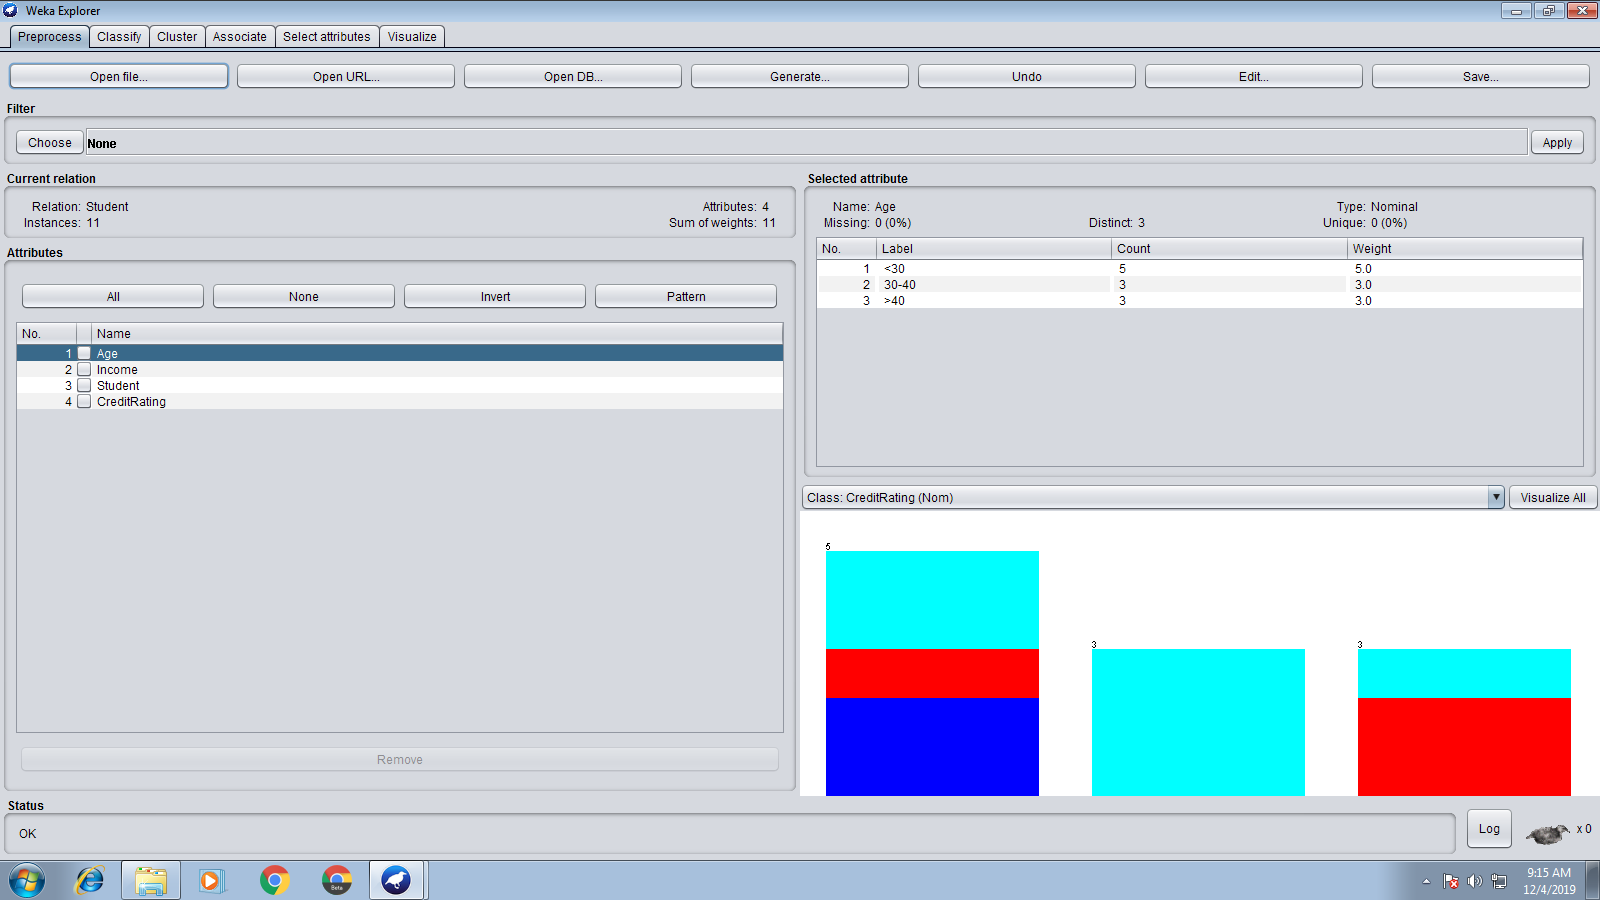 Weka Explorer
Preprocess Classify Cluster Associate Select attributes Visualize
Open file... Open URL... Open DB... Generate... Undo Edit... Save...
Filter
Choose None Apply
Current relation
Relation: Student Attributes: 4
Instances: 11 Sum of weights: 11
Attributes
All None Invert Pattern
No. Name
1 Age
2 Income
3 Student
4 CreditRating
Remove
Selected attribute
Name: Age Type: Nominal
Missing: 0 (0%) Distinct: 3 Unique: 0 (0%)
No. Label Count Weight
1 <30 5 5.0
2 30-40 3 3.0
3 >40 3 3.0
Class: CreditRating (Nom) Visualize All
5
3 3
Status
OK
Log x 0
Beta
9:15 AM
12/4/2019